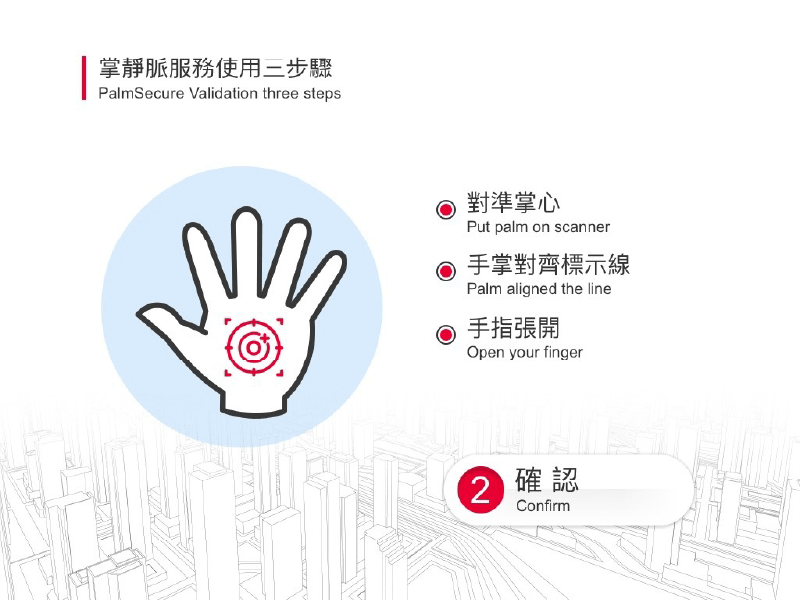 掌靜脈服務使用三步驟
PalmSecure Validation three steps
對準掌心
Put palm on scanner
手掌對齊標示線
Palm aligned the line
手指張開
Open your finger
2
確認
Confirm